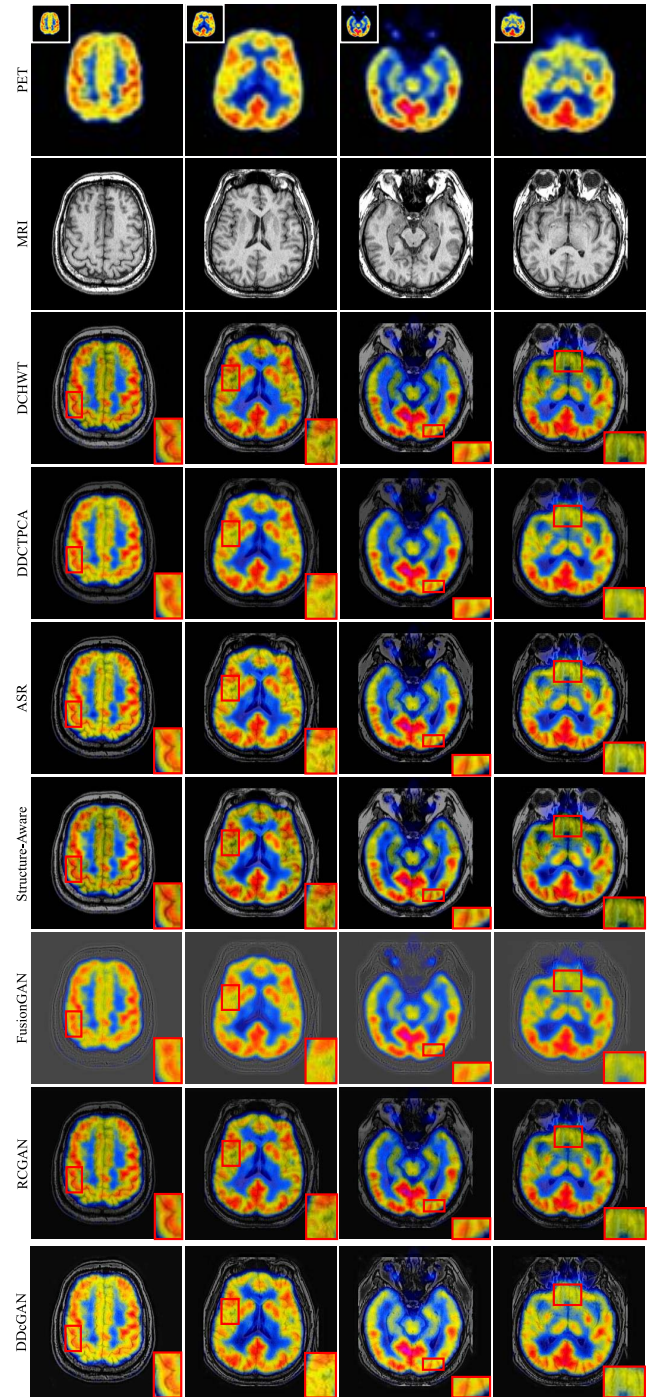 PET
MRI
DCHWT
DDCTPCA
ASR
Structure-Aware
FusionGAN
RCGAN
DDcGAN